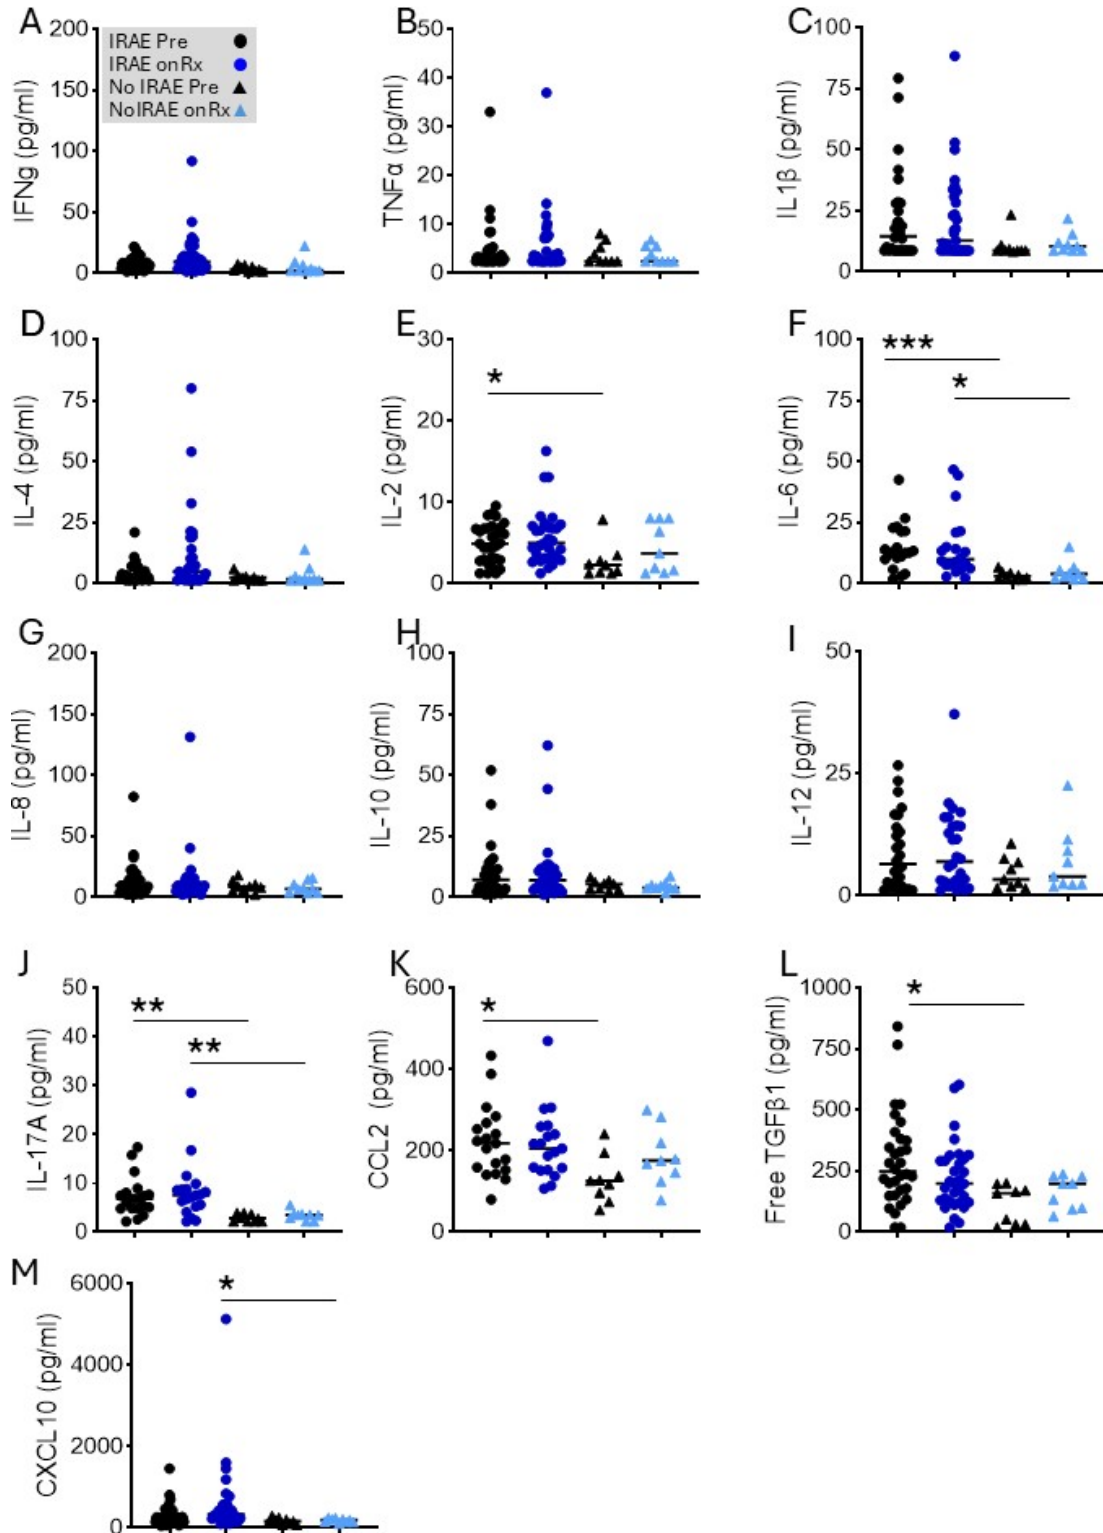 A
200
150
100
50
0
IFNg (pg/ml)
IRAE Pre
IRAE onRx
No IRAE Pre
NoIRAE onRx
B
50
40
30
20
10
0
TNFα (pg/ml)
C
100
75
50
25
0
IL1β (pg/ml)
D
100
75
50
25
0
IL-4 (pg/ml)
E
30
20
10
0
IL-2 (pg/ml)
*
F
100
75
50
25
0
IL-6 (pg/ml)
***
*
G
200
150
100
50
0
IL-8 (pg/ml)
H
100
75
50
25
0
IL-10 (pg/ml)
I
50
25
0
IL-12 (pg/ml)
J
50
40
30
20
10
0
IL-17A (pg/ml)
**
**
K
600
400
200
0
CCL2 (pg/ml)
*
L
1000
750
500
250
0
Free TGFβ1 (pg/ml)
*
M
6000
4000
2000
0
CXCL10 (pg/ml)
*